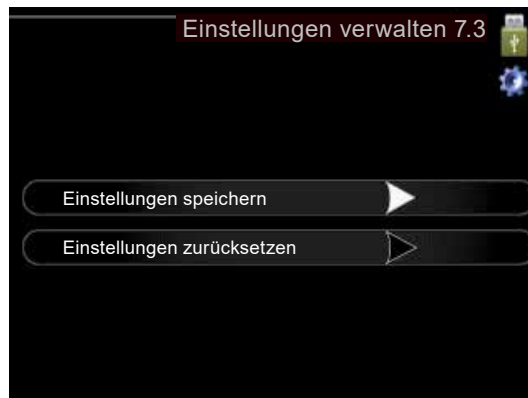 Einstellungen verwalten 7.3
Einstellungen speichern
Einstellungen zurücksetzen